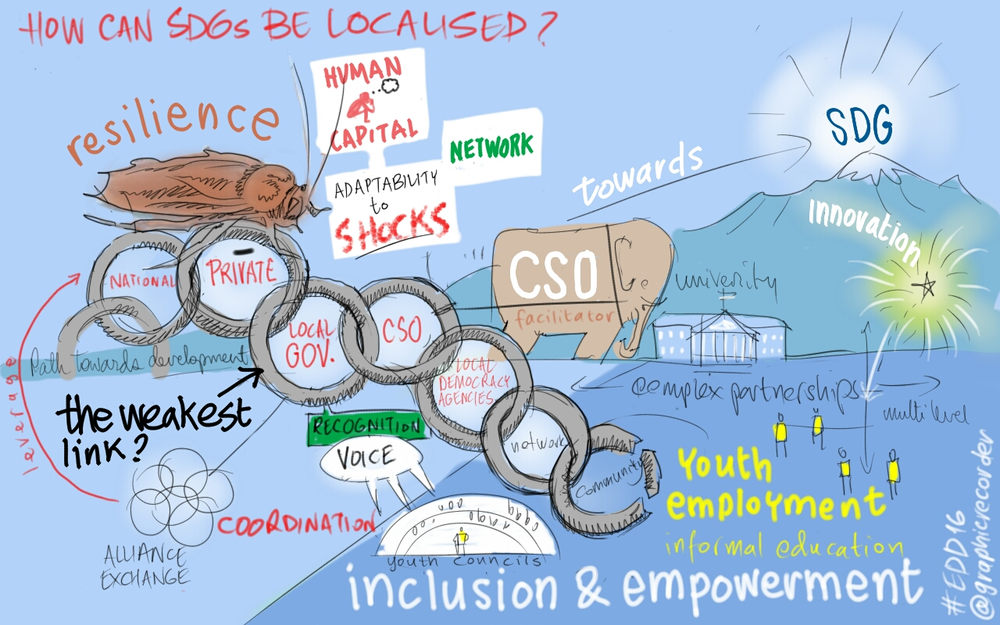 HOW CAN SDGs BE LOCALISED?
resilience
HUMAN
CAPITAL
NETWORK
ADAPTABILITY
to
SHOCKS
towards
SDG
innovation
NATIONAL
PRIVATE
LOCAL
GOV.
CSO
LOCAL
DEMOCRACY
AGENCIES
network
community
CSO
facilitator
univerity
Path towards development
leverage
the weakest
link?
RECOGNITION
VOICE
COORDINATION
youth councils
ALLIANCE
EXCHANGE
complex partnerships
multi level
Youth
employment
informal education
inclusion & empowerment
#EDD16
@graphicrecorder